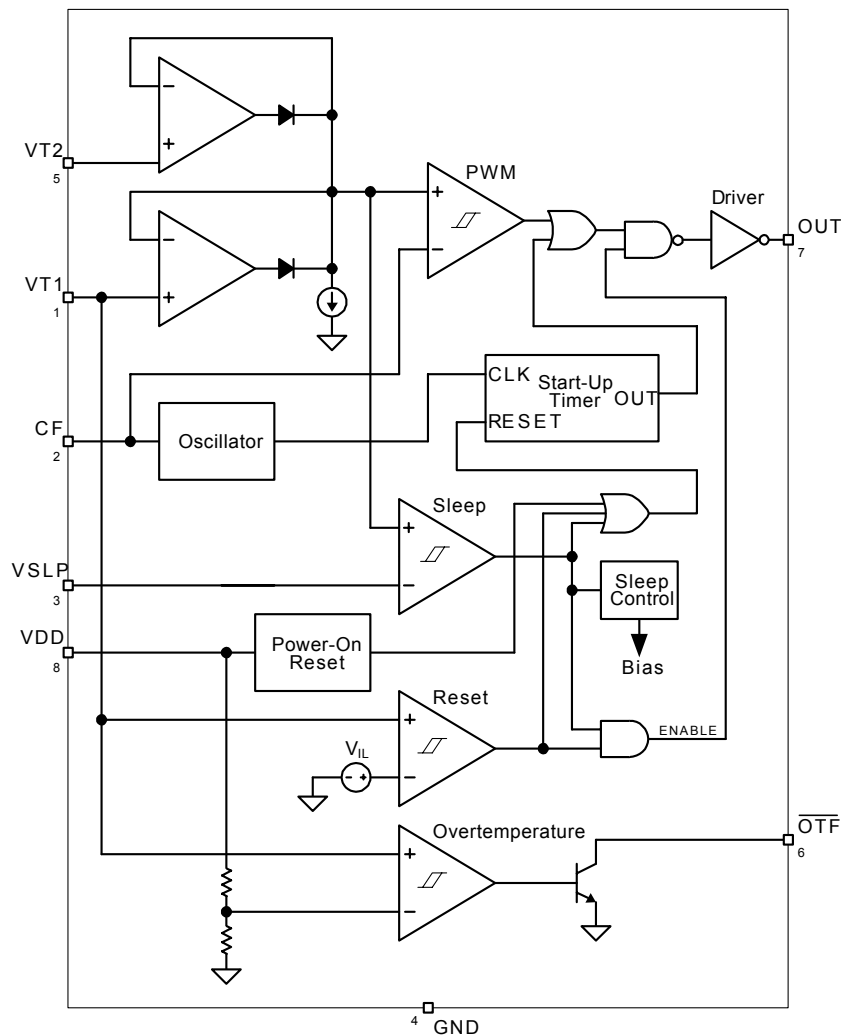 VT2
5
PWM
Driver
OUT
7
VT1
1
CLK
Start-Up
Timer
OUT
RESET
CF
2
Oscillator
Sleep
VSLP
3
Sleep
Control
VDD
8
Power-On
Reset
Bias
Reset
ENABLE
VIL
OTF
6
Overtemperature
4
GND